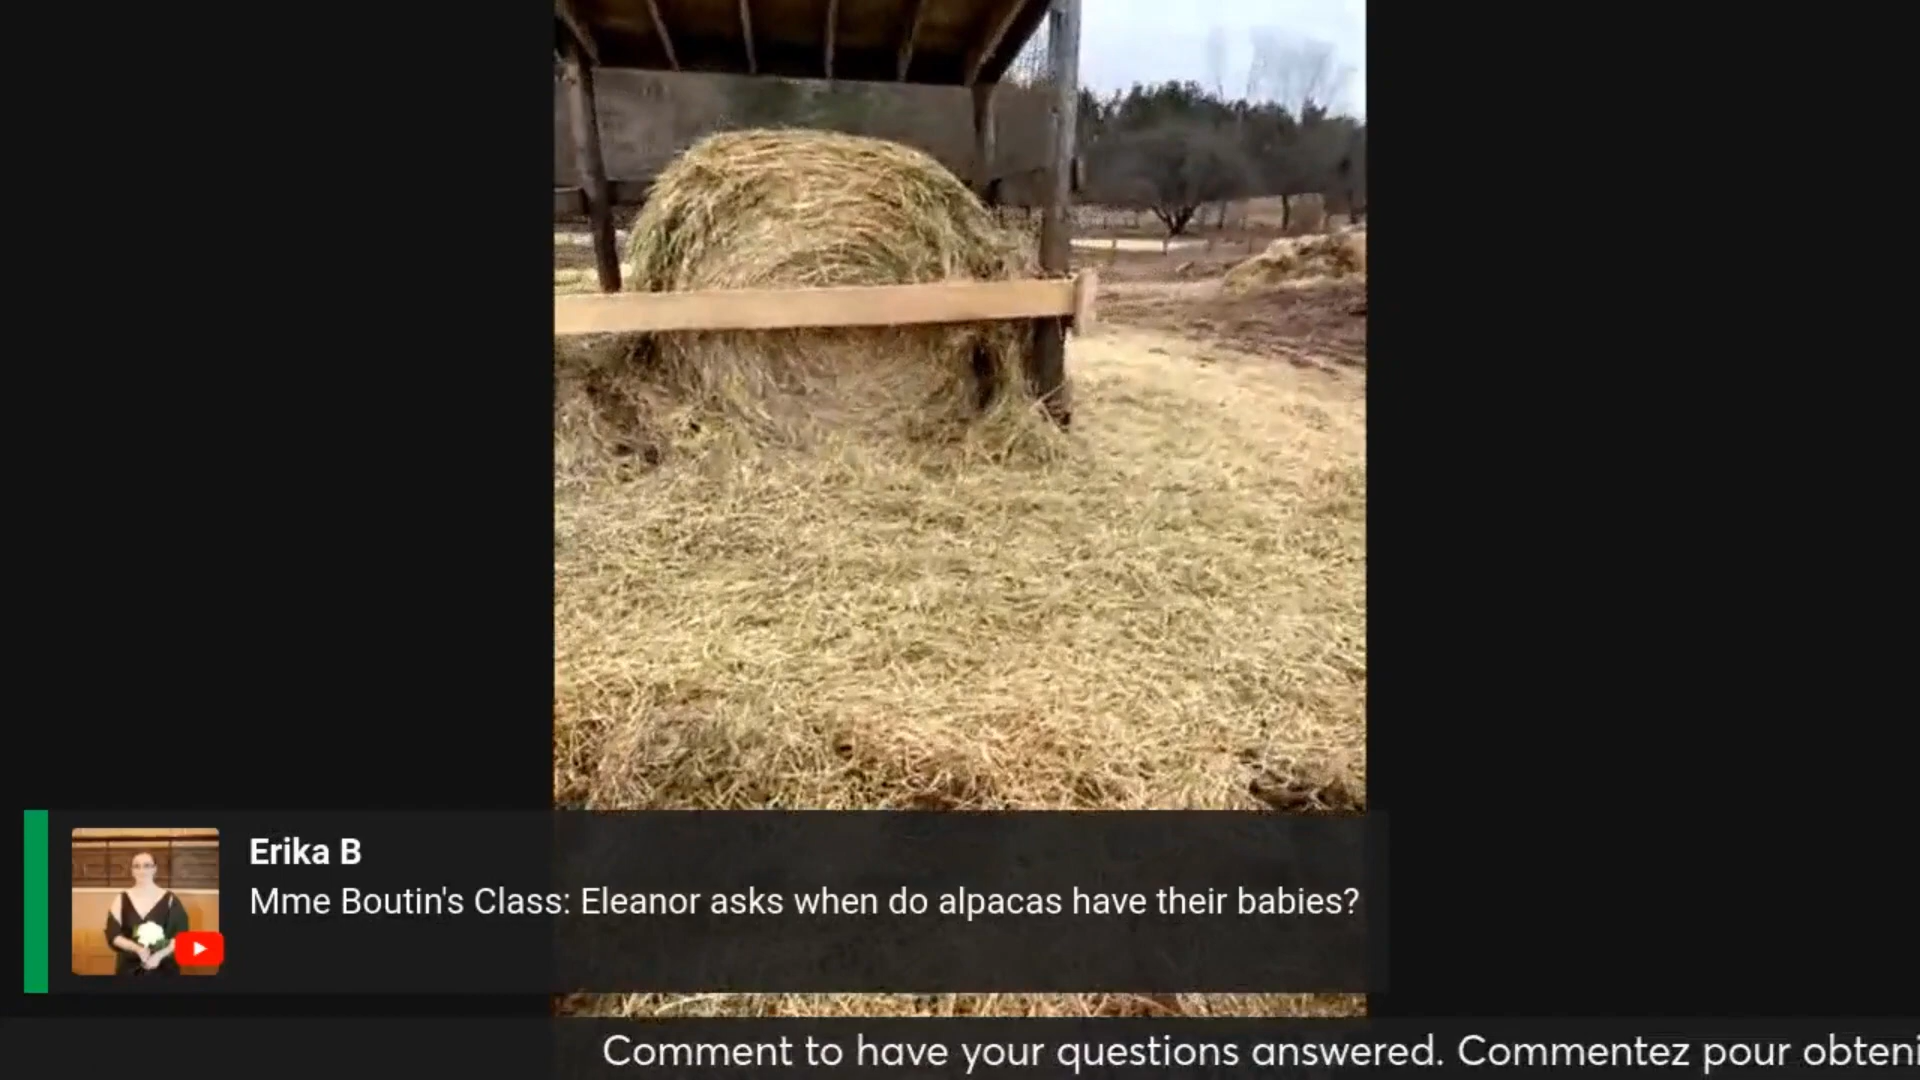 Erika B
Mme Boutin's Class: Eleanor asks when do alpacas have their babies?
Comment to have your questions answered. Commentez pour obteni